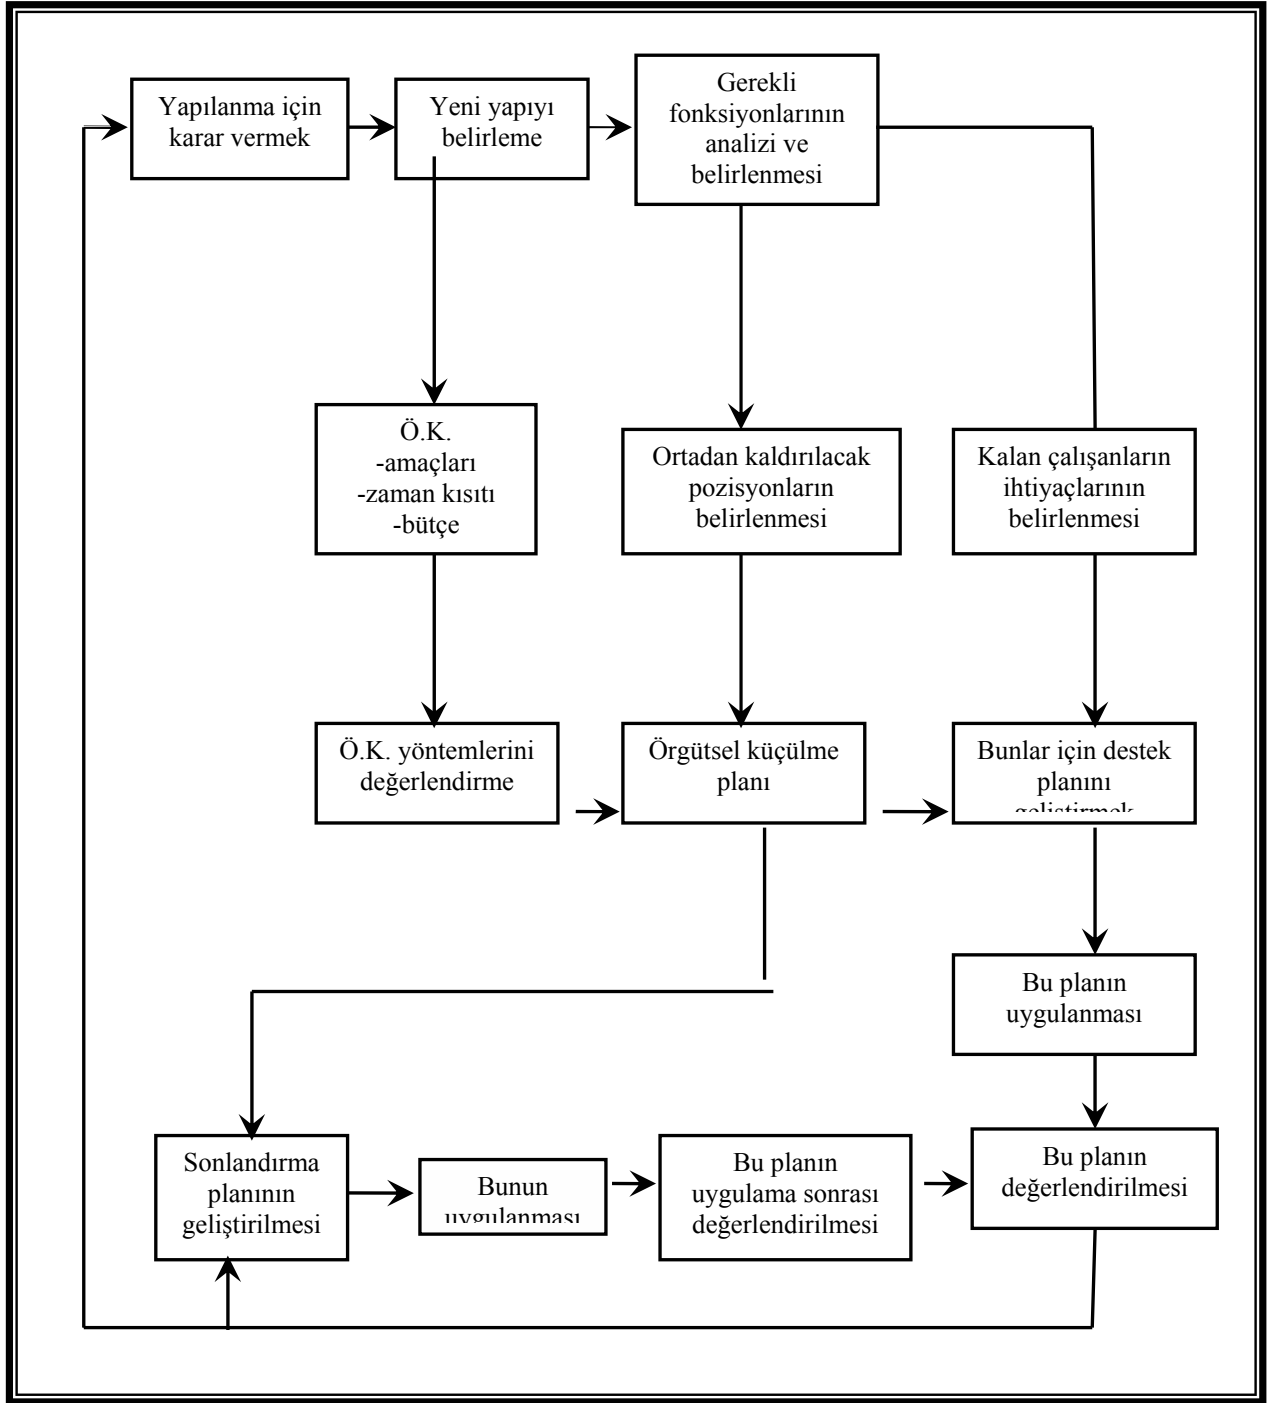 Yapılanma için
karar vermek
Yeni yapıyı
belirleme
Gerekli
fonksiyonlarının
analizi ve
belirlenmesi
Ö.K.
-amaçları
-zaman kısıtı
-bütçe
Ortadan kaldırılacak
pozisyonların
belirlenmesi
Kalan çalışanların
ihtiyaçlarının
belirlenmesi
Ö.K. yöntemlerini
değerlendirme
Örgütsel küçülme
planı
Bunlar için destek
planını
geliştirmek
Bu planın
uygulanması
Sonlandırma
planının
geliştirilmesi
Bunun
uygulanması
Bu planın
uygulama sonrası
değerlendirilmesi
Bu planın
değerlendirilmesi